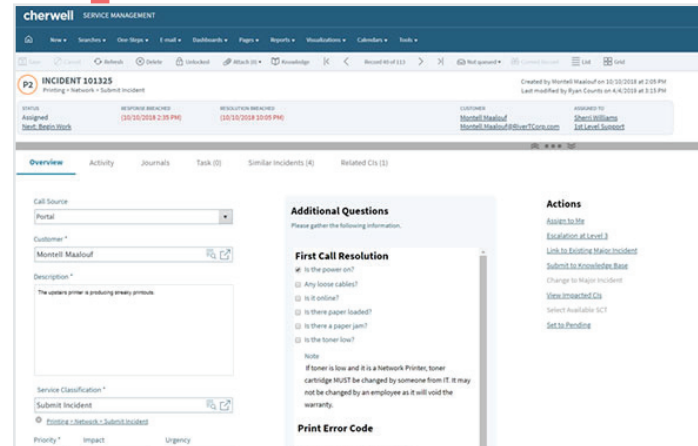 cherwell SERVICE MANAGEMENT
New Searches One-Steps E-mail Dashboards Pages Reports Visualizations Calendars Tools
Save Cancel Refresh Delete Unlocked Attach (0) Knowledge Record 40 of 113 Not queued List Grid
P2 INCIDENT 101325
Printing > Network > Submit Incident
Created by Montell Maalouf on 10/10/2018 at 2:05 PM
Last modified by Ryan Counts on 4/4/2019 at 3:15 PM
STATUS RESPONSE BREACHED RESOLUTION BREACHED CUSTOMER ASSIGNED TO
Assigned (10/10/2018 2:35 PM) (10/10/2018 10:05 PM) Montell Maalouf Sherri Williams
Next: Begin Work Montell.Maalouf@RiverTCorp.com 1st Level Support
Overview Activity Journals Task (0) Similar Incidents (4) Related CIs (1)
Call Source
Portal
Customer *
Montell Maalouf
Description *
The upstairs printer is producing streaky printouts.
Service Classification *
Submit Incident
Printing > Network > Submit Incident
Priority * Impact Urgency
Additional Questions
Please gather the following information.
First Call Resolution
Is the power on?
Any loose cables?
Is it online?
Is there paper loaded?
Is there a paper jam?
Is the toner low?
Note
If toner is low and it is a Network Printer, toner
cartridge MUST be changed by someone from IT. It may
not be changed by an employee as it will void the
warranty.
Print Error Code
Actions
Assign to Me
Escalation at Level 3
Link to Existing Major Incident
Submit to Knowledge Base
Change to Major Incident
View Impacted CIs
Select Available SCT
Set to Pending